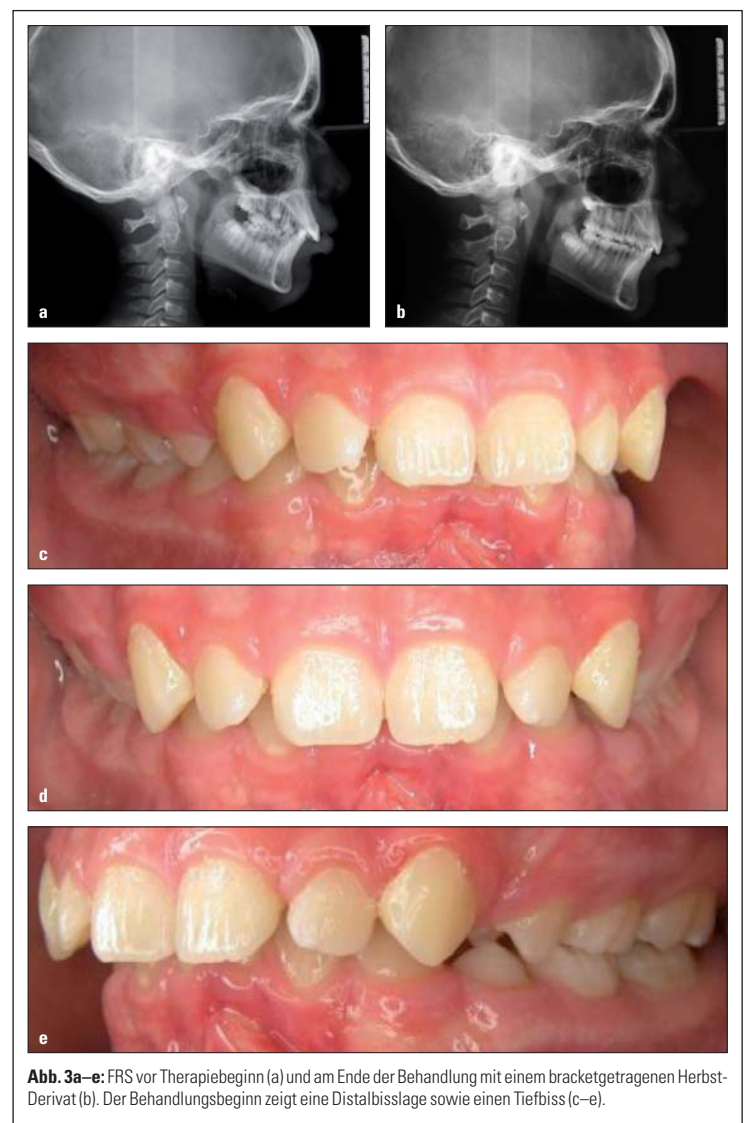 a
b
c
d
e
Abb. 3a–e: FRS vor Therapiebeginn (a) und am Ende der Behandlung mit einem bracketgetragenen Herbst-
Derivat (b). Der Behandlungsbeginn zeigt eine Distalbisslage sowie einen Tiefbiss (c–e).